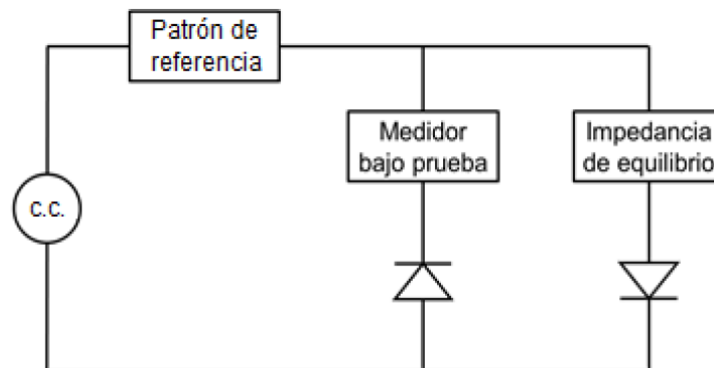 Patrón de
referencia
Medidor
bajo prueba
Impedancia
de equilibrio
c.c.